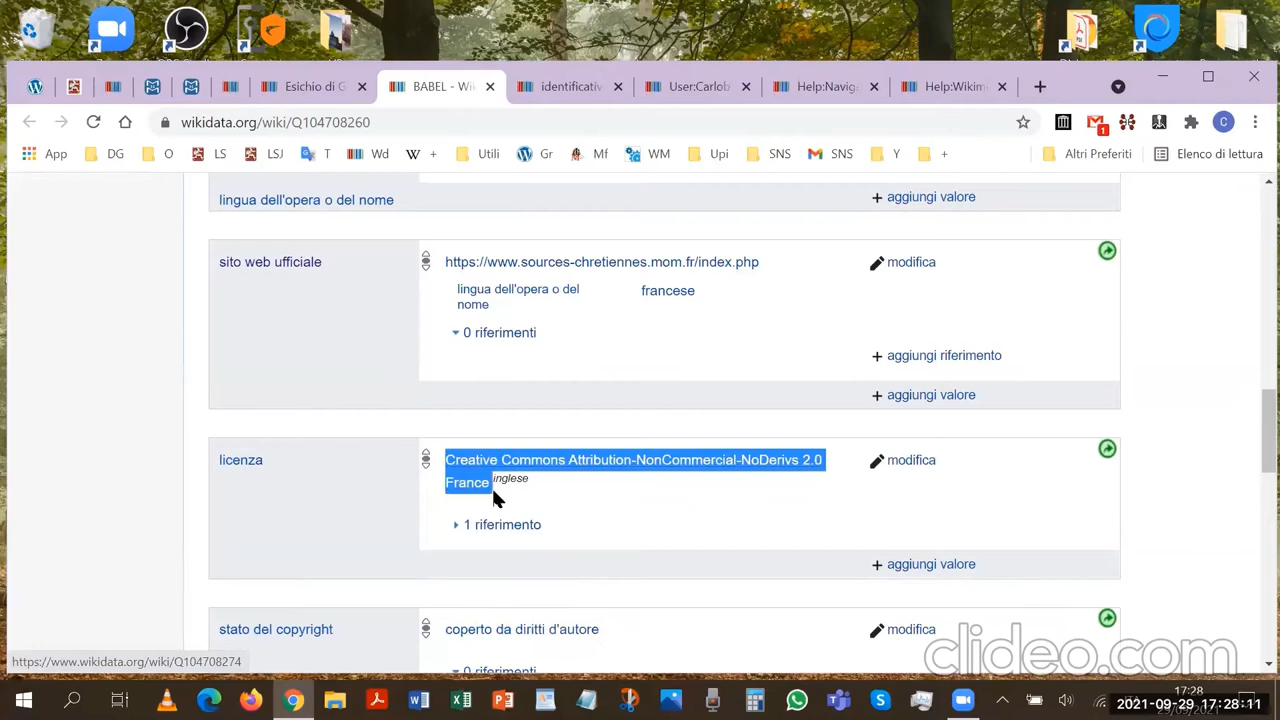 Esichio di G
BABEL - Wi
identificativ
User:Carlob
Help:Navig
Help:Wikim
wikidata.org/wiki/Q104708260
App
DG
O
LS
LSJ
T
Wd
+
Utili
Gr
Mf
WM
Upi
SNS
SNS
Y
+
Altri Preferiti
Elenco di lettura
lingua dell'opera o del nome
+ aggiungi valore
sito web ufficiale
https://www.sources-chretiennes.mom.fr/index.php
modifica
lingua dell'opera o del
nome
francese
0 riferimenti
+ aggiungi riferimento
+ aggiungi valore
licenza
Creative Commons Attribution-NonCommercial-NoDerivs 2.0
France inglese
modifica
1 riferimento
+ aggiungi valore
stato del copyright
coperto da diritti d'autore
modifica
0 riferimenti
https://www.wikidata.org/wiki/Q104708274
clideo.com
17:28
2021-09-29 17:28:11